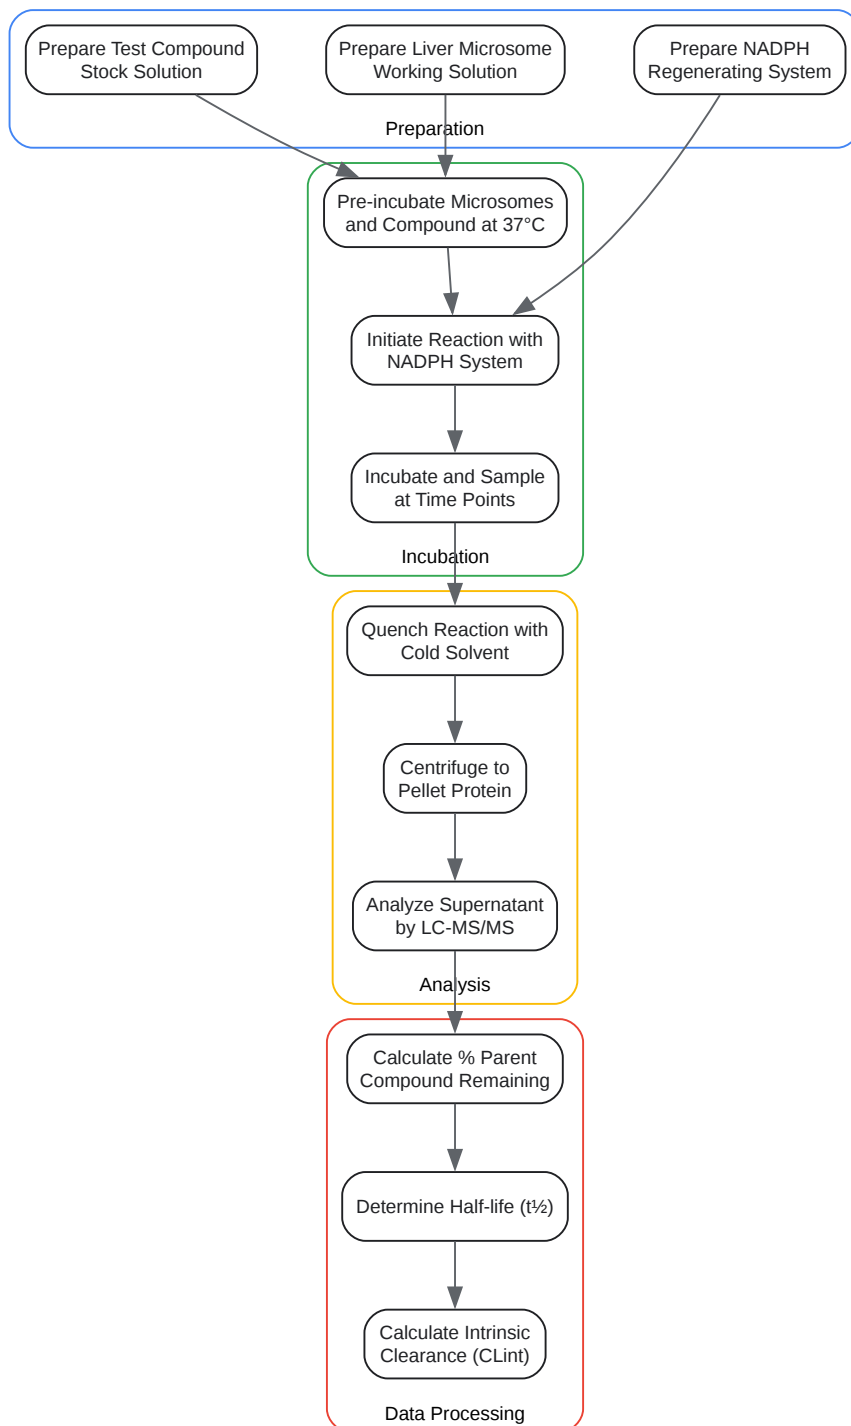 Prepare Test Compound
Stock Solution
Prepare Liver Microsome
Working Solution
Prepare NADPH
Regenerating System
Preparation
Pre-incubate Microsomes
and Compound at 37°C
Initiate Reaction with
NADPH System
Incubate and Sample
at Time Points
Incubation
Quench Reaction with
Cold Solvent
Centrifuge to
Pellet Protein
Analyze Supernatant
by LC-MS/MS
Analysis
Calculate % Parent
Compound Remaining
Determine Half-life (t½)
Calculate Intrinsic
Clearance (CLint)
Data Processing